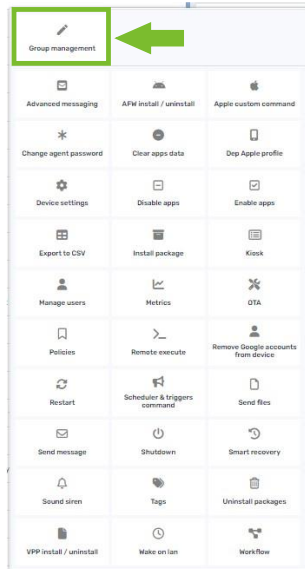 Group management
Advanced messaging
AFW install / uninstall
Apple custom command
Change agent password
Clear apps data
Dep Apple profile
Device settings
Disable apps
Enable apps
Export to CSV
Install package
Kiosk
Manage users
Metrics
OTA
Policies
Remote execute
Remove Google accounts
from device
Restart
Scheduler & triggers
command
Send files
Send message
Shutdown
Smart recovery
Sound siren
Tags
Uninstall packages
VPP install / uninstall
Wake on lan
Workflow